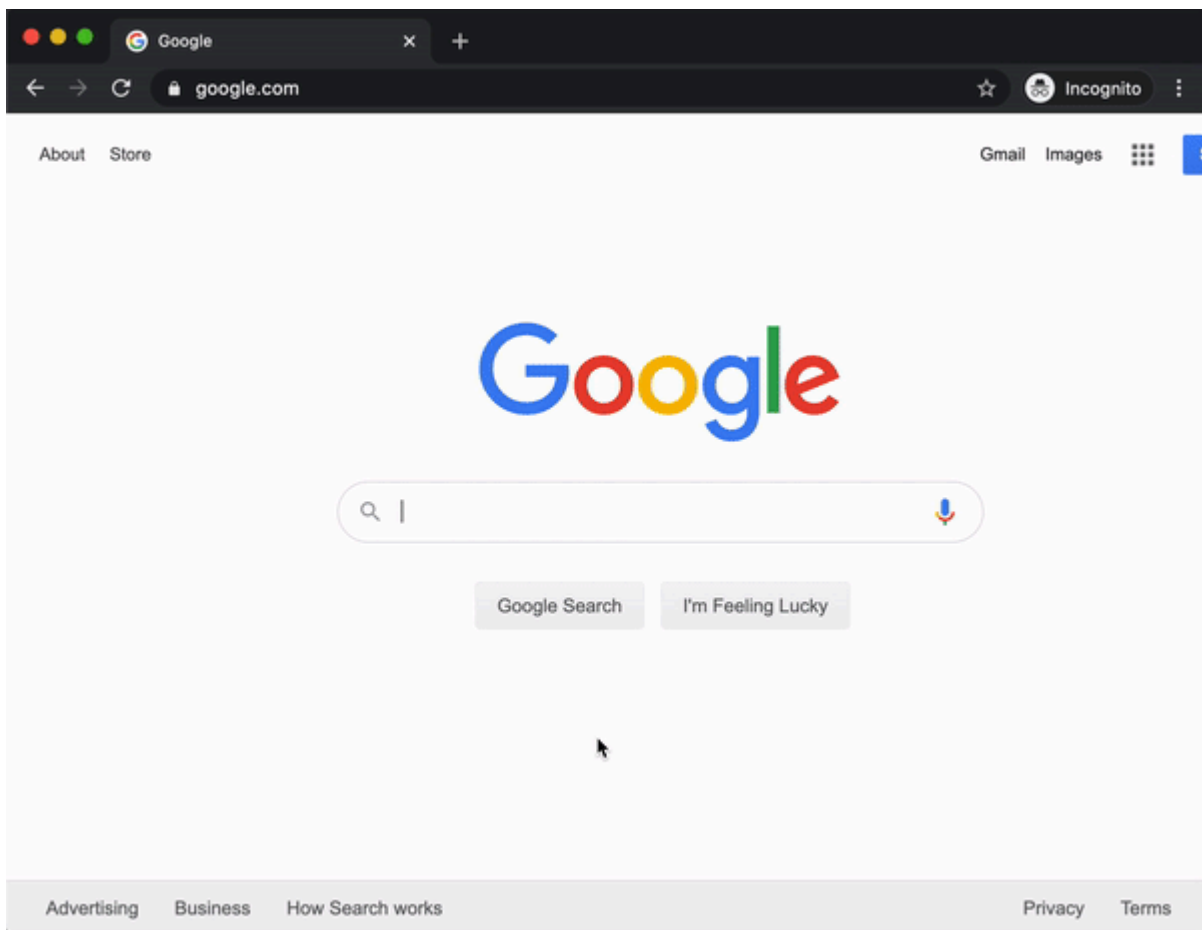 Google
google.com
Incognito
About Store
Gmail Images
Google
Google Search
I'm Feeling Lucky
Advertising Business How Search works
Privacy Terms